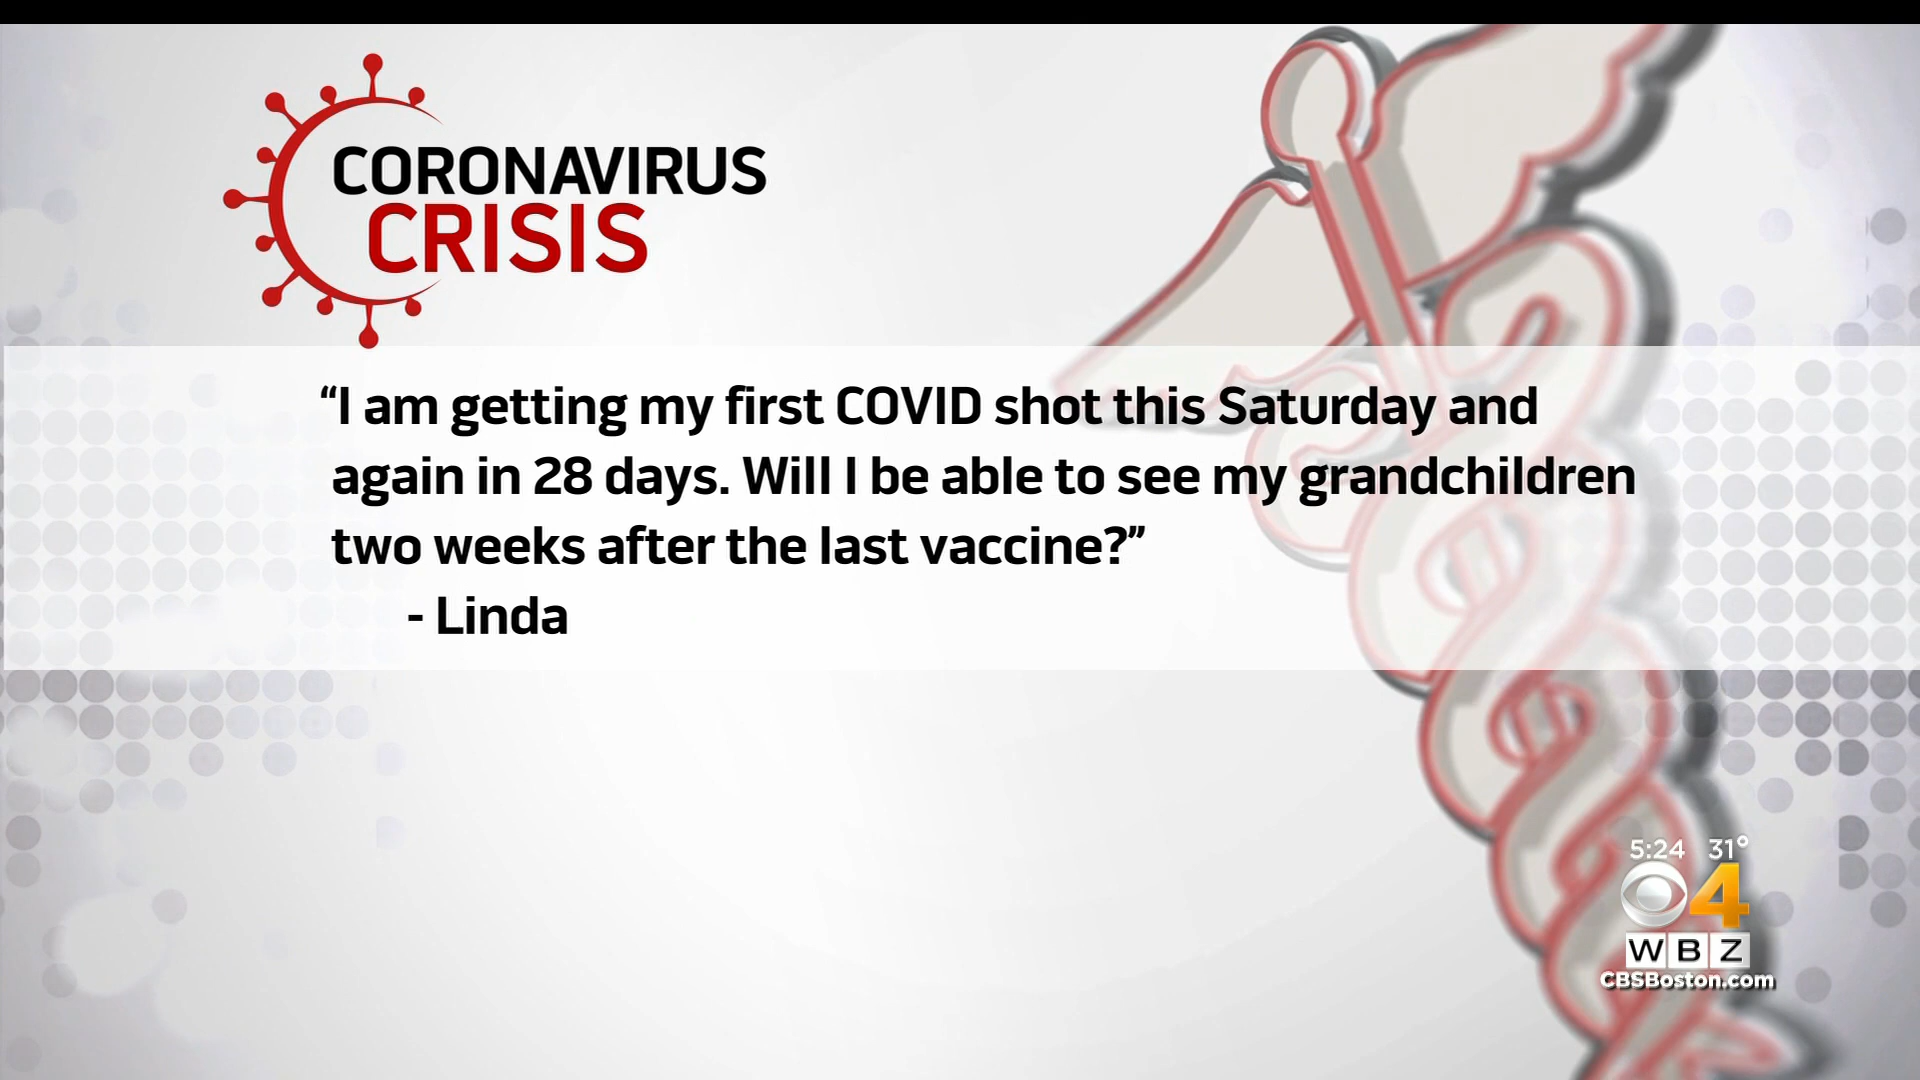 CORONAVIRUS
CRISIS
“I am getting my first COVID shot this Saturday and
again in 28 days. Will I be able to see my grandchildren
two weeks after the last vaccine?”
- Linda
5:24 31°
4
WBZ
CBSBoston.com